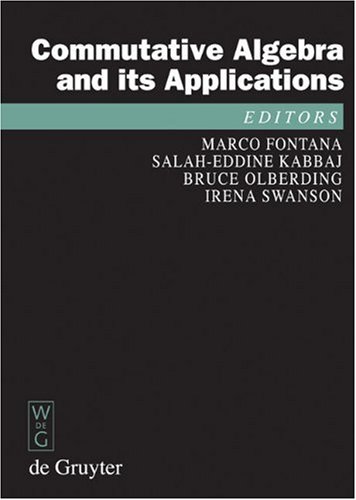 Commutative Algebra
and its Applications
EDITORS
MARCO FONTANA
SALAH-EDDINE KABBAJ
BRUCE OLBERDING
IRENA SWANSON
W
DE
G
de Gruyter